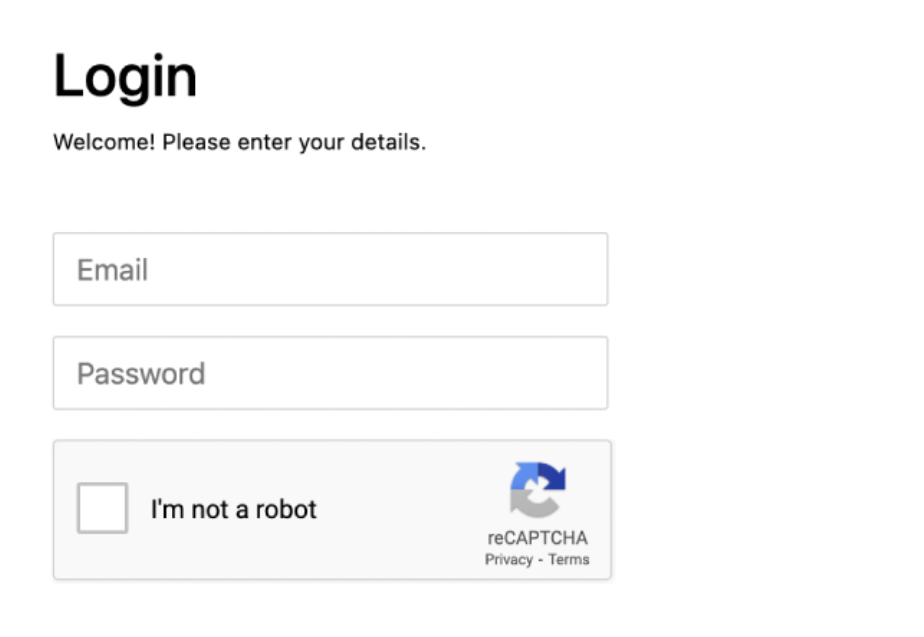 Login
Welcome! Please enter your details.
Email
Password
I'm not a robot
reCAPTCHA
Privacy - Terms